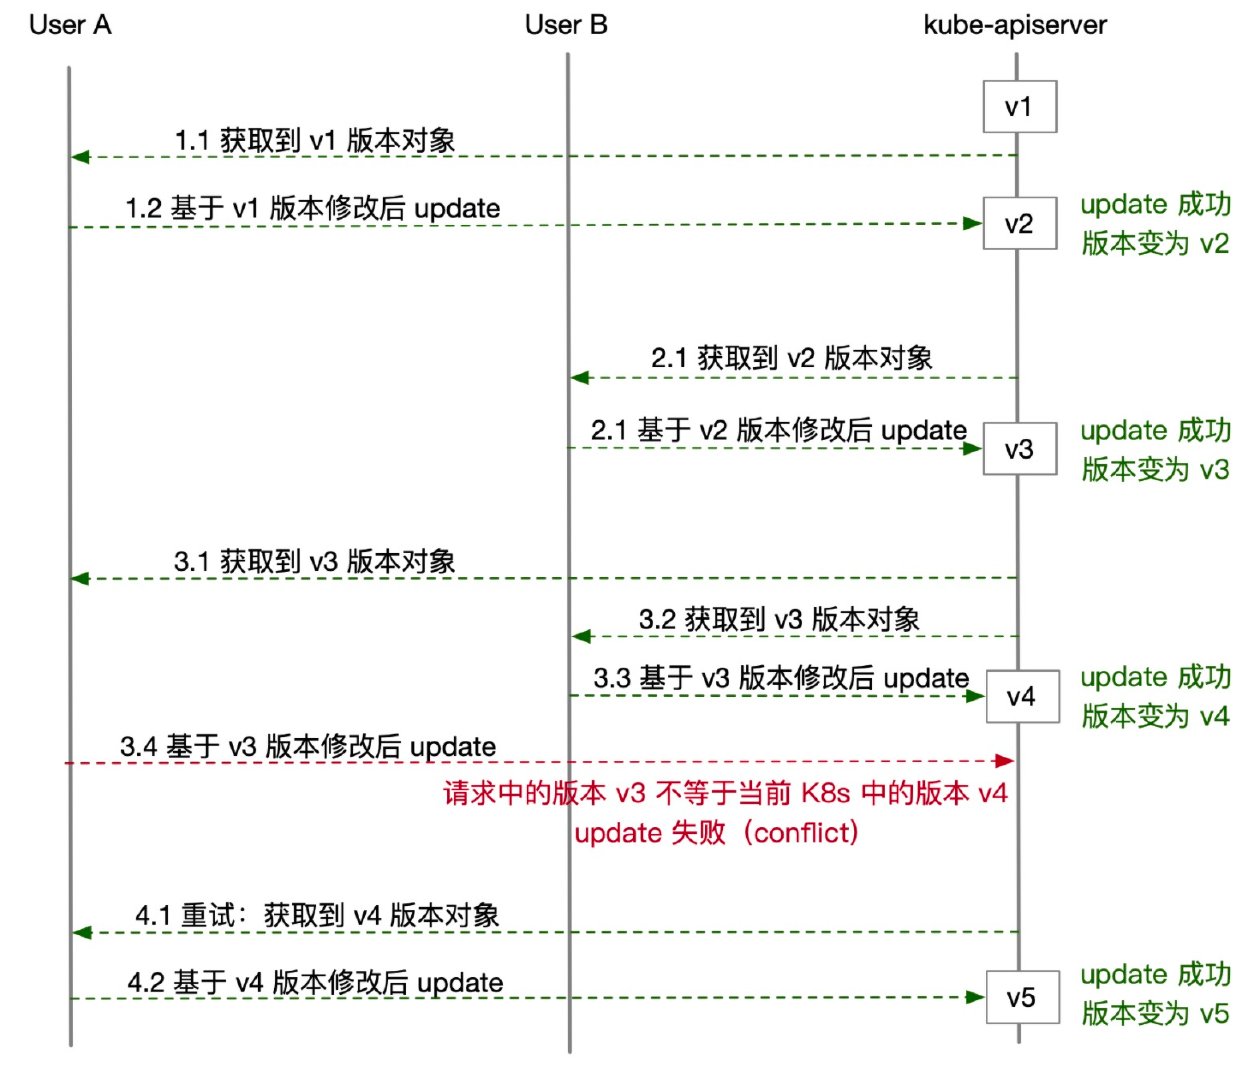 User A
User B
kube-apiserver
v1
1.1 获取到 v1 版本对象
1.2 基于 v1 版本修改后 update
v2
update 成功
版本变为 v2
2.1 获取到 v2 版本对象
2.1 基于 v2 版本修改后 update
v3
update 成功
版本变为 v3
3.1 获取到 v3 版本对象
3.2 获取到 v3 版本对象
3.3 基于 v3 版本修改后 update
v4
update 成功
版本变为 v4
3.4 基于 v3 版本修改后 update
请求中的版本 v3 不等于当前 K8s 中的版本 v4
update 失败（conflict）
4.1 重试：获取到 v4 版本对象
4.2 基于 v4 版本修改后 update
v5
update 成功
版本变为 v5